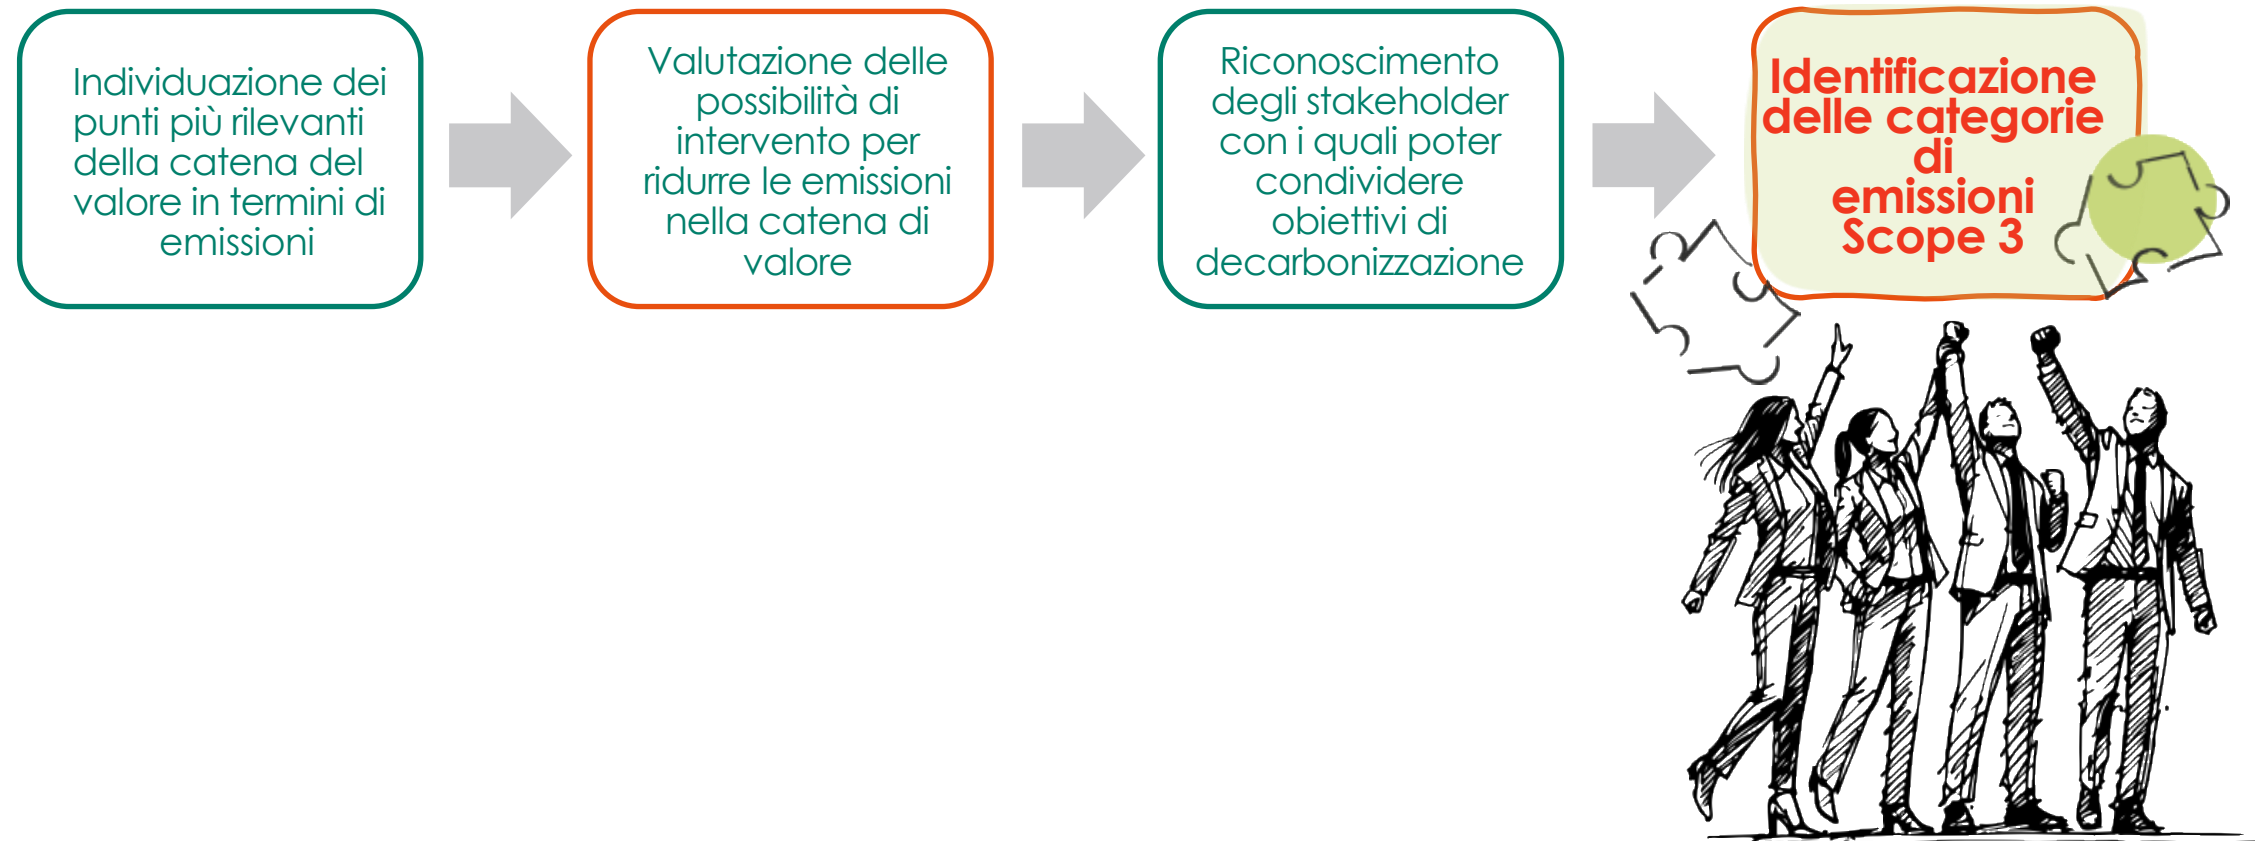 Individuazione dei
punti più rilevanti
della catena del
valore in termini di
emissioni
Valutazione delle
possibilità di
intervento per
ridurre le emissioni
nella catena di
valore
Riconoscimento
degli stakeholder
con i quali poter
condividere
obiettivi di
decarbonizzazione
Identificazione
delle categorie
di
emissioni
Scope 3